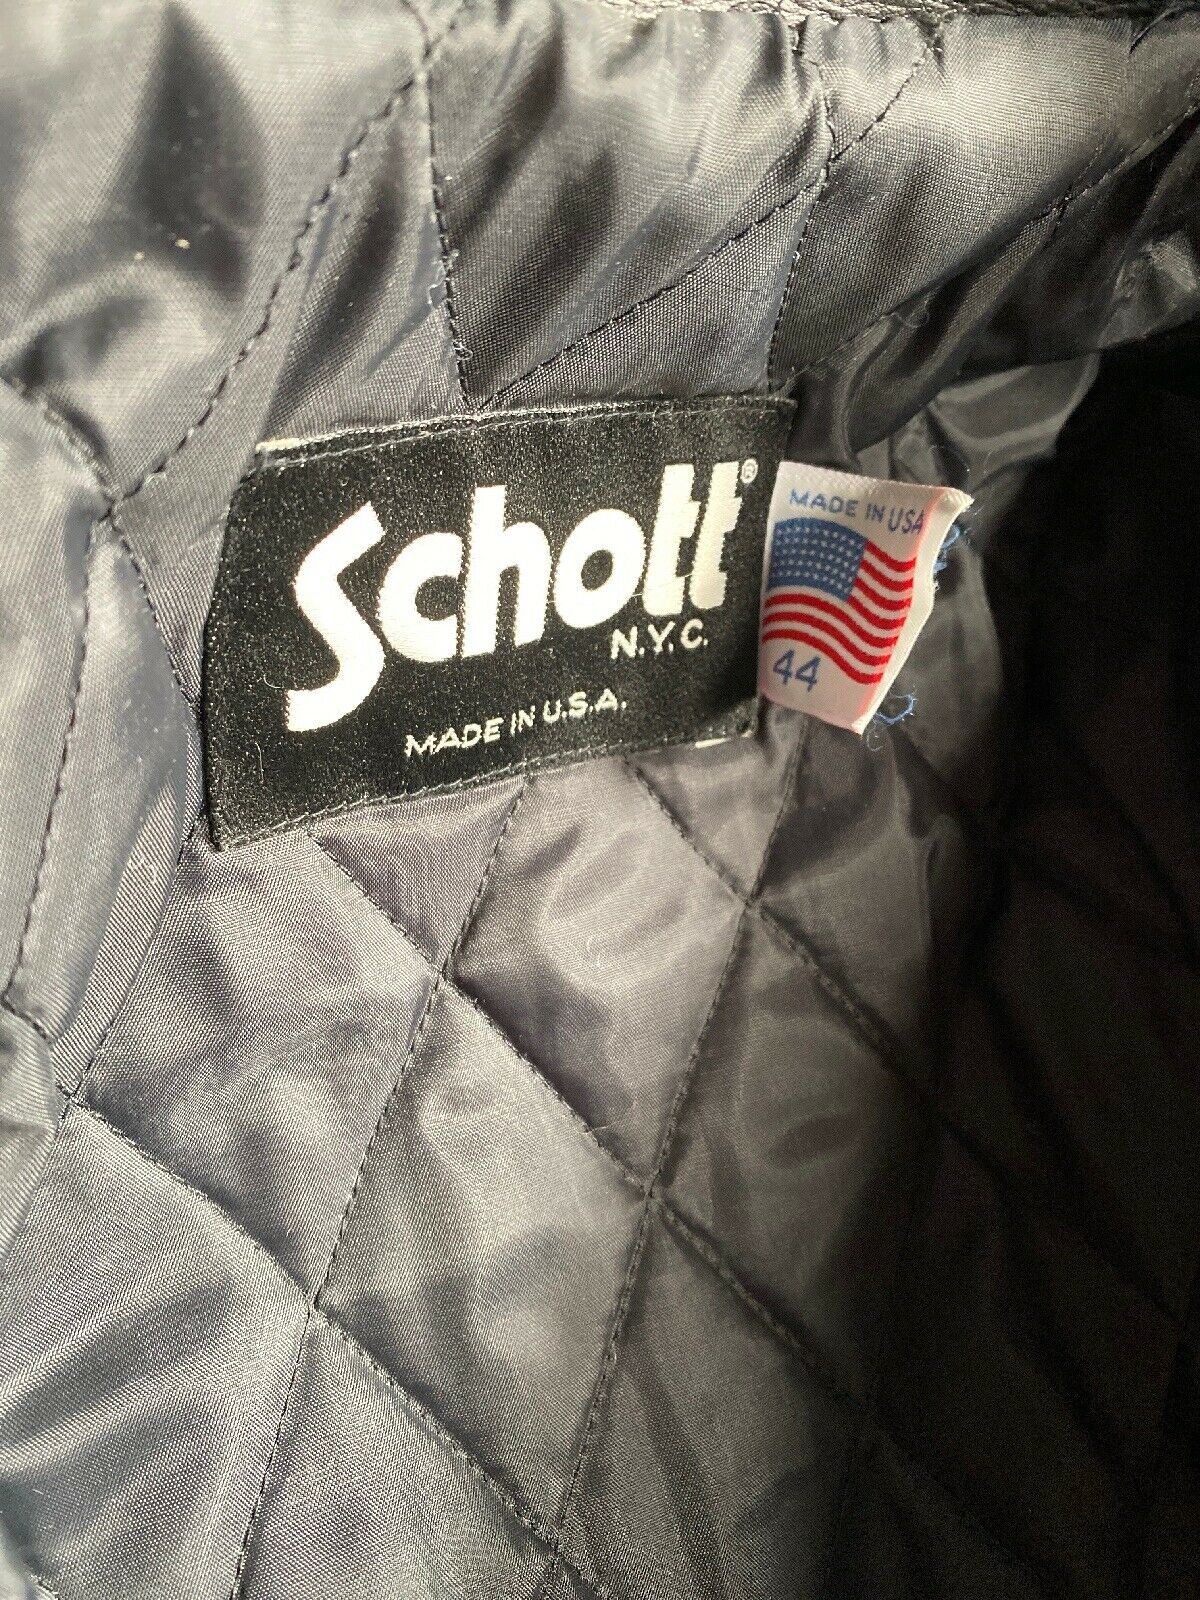 Schott®
N.Y.C.
MADE IN U.S.A.
MADE IN USA
44